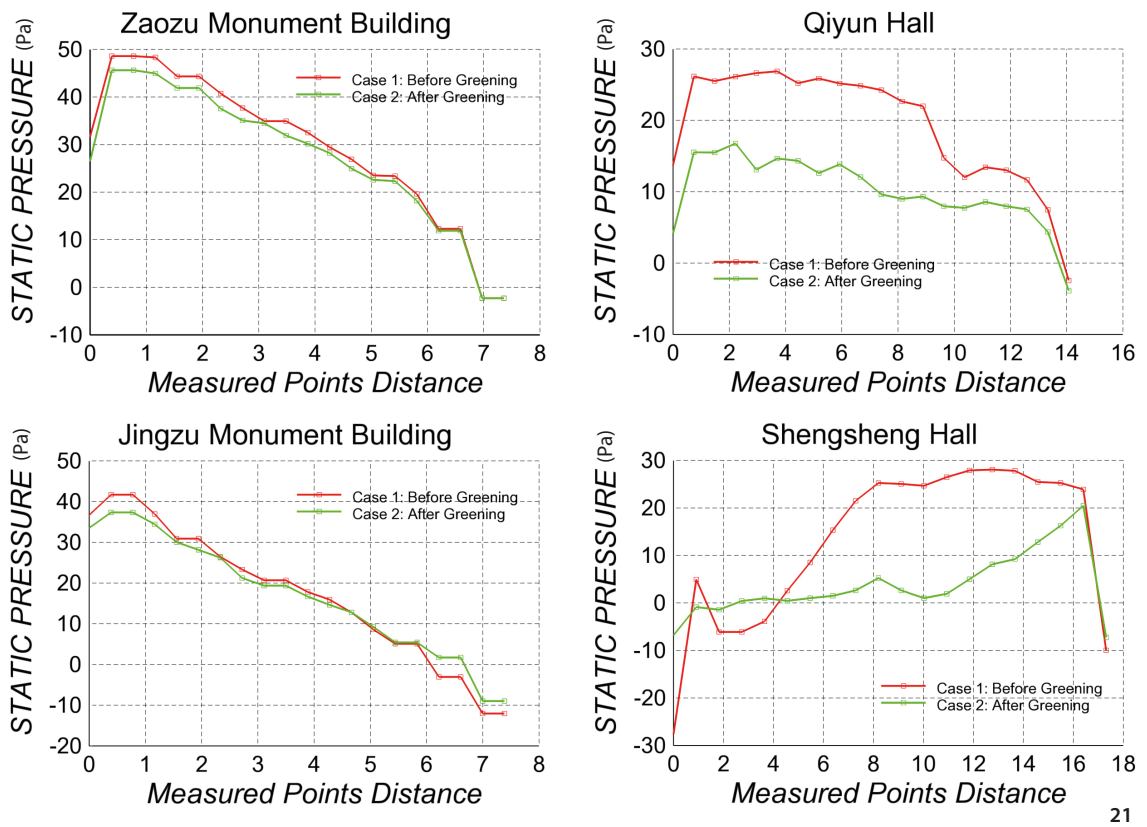 Zaozu Monument Building
STATIC PRESSURE (Pa)
50
40
30
20
10
0
-10
Case 1: Before Greening
Case 2: After Greening
0 1 2 3 4 5 6 7 8
Measured Points Distance
Qiyun Hall
STATIC PRESSURE (Pa)
30
20
10
0
-10
Case 1: Before Greening
Case 2: After Greening
0 2 4 6 8 10 12 14 16
Measured Points Distance
Jingzu Monument Building
STATIC PRESSURE (Pa)
50
40
30
20
10
0
-10
-20
Case 1: Before Greening
Case 2: After Greening
0 1 2 3 4 5 6 7 8
Measured Points Distance
Shengsheng Hall
STATIC PRESSURE (Pa)
30
20
10
0
-10
-20
-30
Case 1: Before Greening
Case 2: After Greening
0 2 4 6 8 10 12 14 16 18
Measured Points Distance
21